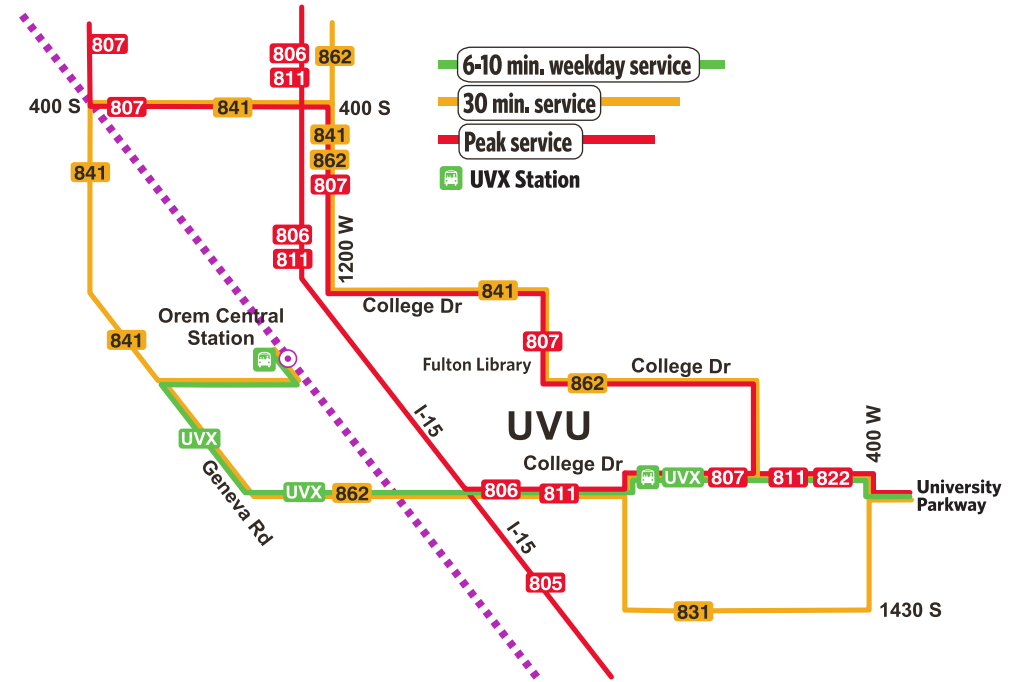 807
806
862
811
6-10 min. weekday service
30 min. service
Peak service
UVX Station
400 S
807
841
400 S
841
862
807
841
806
811
1200 W
841
College Dr
Orem Central
Station
841
807
Fulton Library
862
College Dr
I-15
UVU
400 W
UVX
College Dr
Geneva Rd
UVX
862
806
811
UVX
807
811
822
University
Parkway
I-15
805
831
1430 S